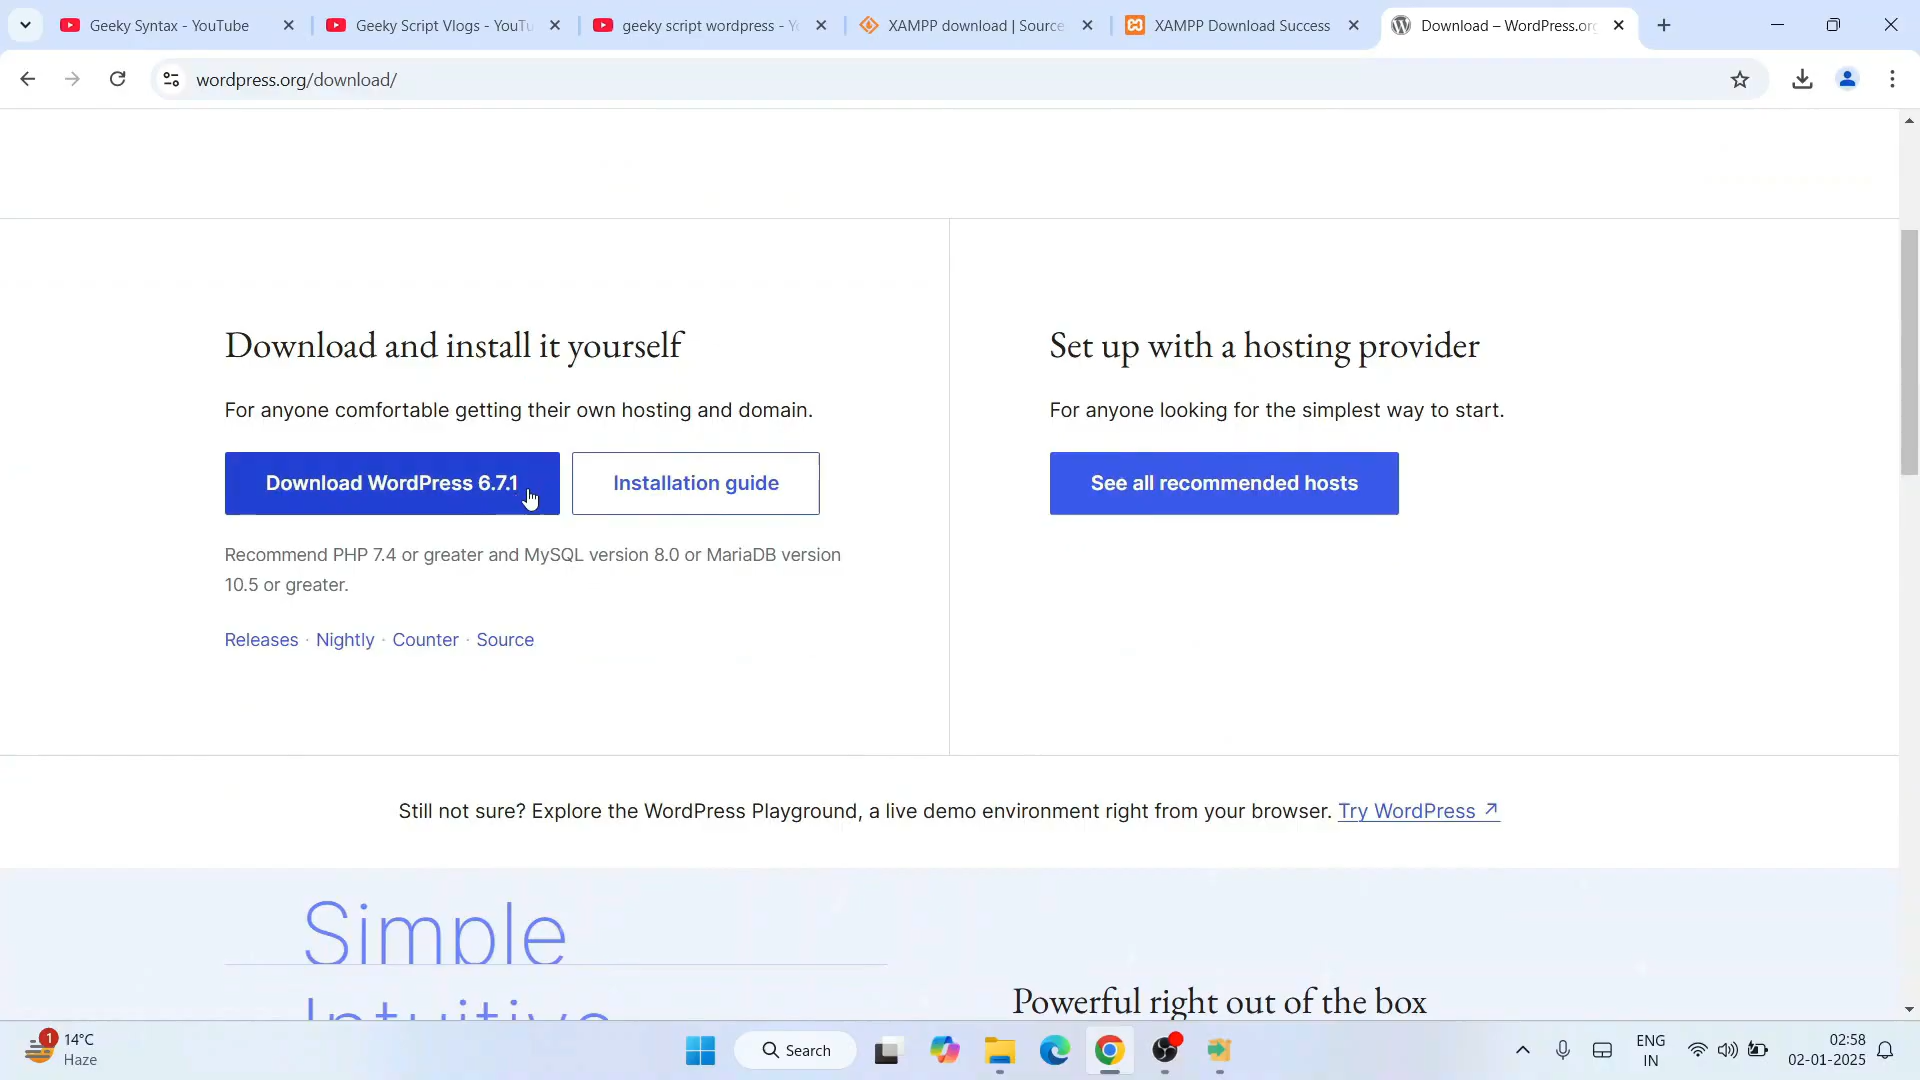 Geeky Syntax - YouTube
Geeky Script Vlogs - YouTu
geeky script wordpress - Yo
XAMPP download | Source
XAMPP Download Success
Download – WordPress.org
wordpress.org/download/
Download and install it yourself
For anyone comfortable getting their own hosting and domain.
Download WordPress 6.7.1
Installation guide
Recommend PHP 7.4 or greater and MySQL version 8.0 or MariaDB version
10.5 or greater.
Releases · Nightly · Counter · Source
Set up with a hosting provider
For anyone looking for the simplest way to start.
See all recommended hosts
Still not sure? Explore the WordPress Playground, a live demo environment right from your browser. Try WordPress ↗
Simple
Intuitive
Powerful right out of the box
1
14°C
Haze
Search
ENG
IN
02:58
02-01-2025